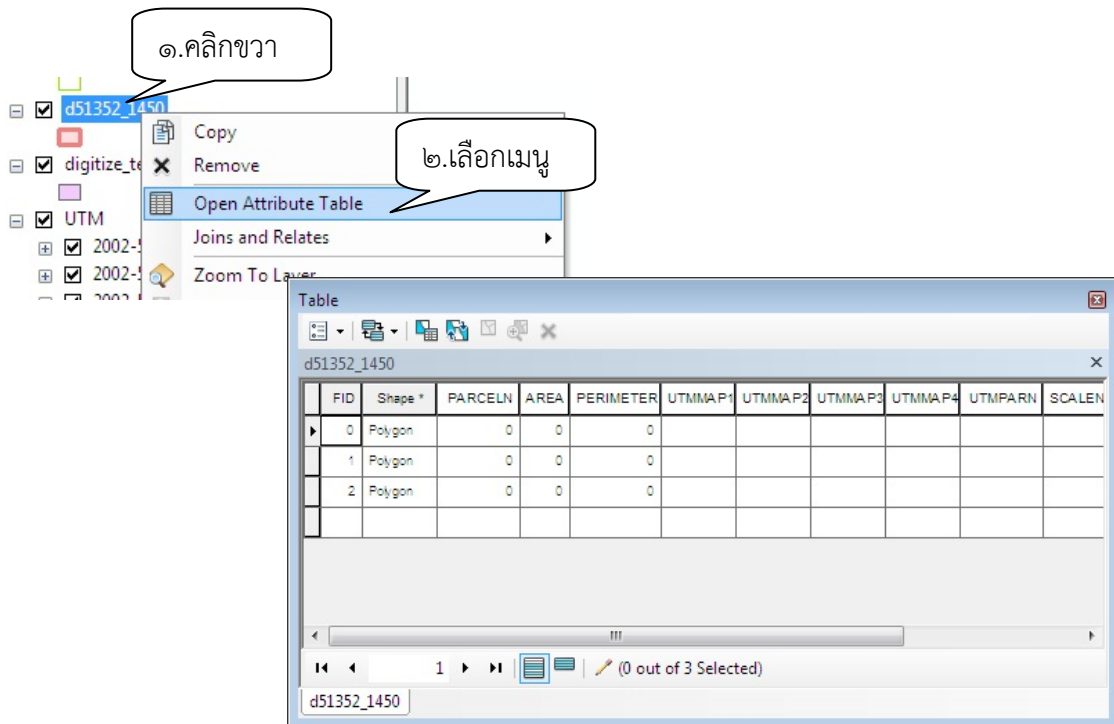 ๑.คลิกขวา
d51352_1450
Copy
๒.เลือกเมนู
digitize_te
Remove
Open Attribute Table
UTM
Joins and Relates
2002-5
2002-5
Zoom To Layer
Table
d51352_1450
FID Shape * PARCELN AREA PERIMETER UTMMAP1 UTMMAP2 UTMMAP3 UTMMAP4 UTMPARN SCALEN
0 Polygon 0 0 0
1 Polygon 0 0 0
2 Polygon 0 0 0
1 (0 out of 3 Selected)
d51352_1450